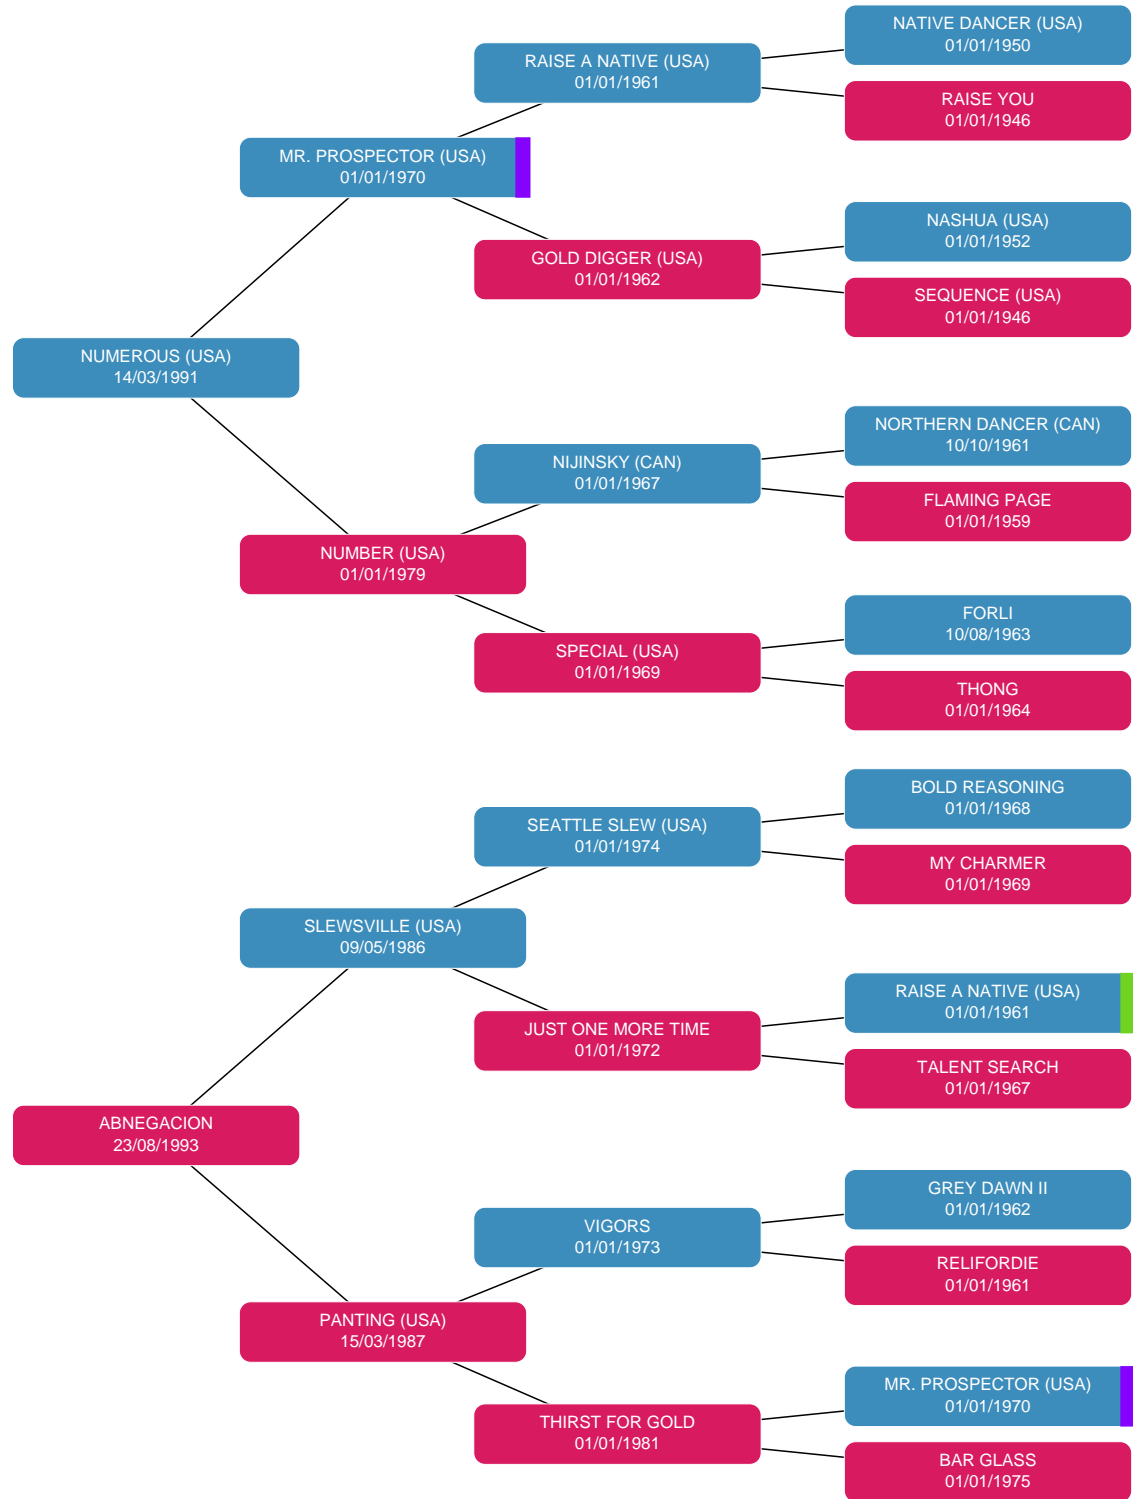 NATIVE DANCER (USA)
01/01/1950
RAISE A NATIVE (USA)
01/01/1961
RAISE YOU
01/01/1946
MR. PROSPECTOR (USA)
01/01/1970
NASHUA (USA)
01/01/1952
GOLD DIGGER (USA)
01/01/1962
SEQUENCE (USA)
01/01/1946
NUMEROUS (USA)
14/03/1991
NORTHERN DANCER (CAN)
10/10/1961
NIJINSKY (CAN)
01/01/1967
FLAMING PAGE
01/01/1959
NUMBER (USA)
01/01/1979
FORLI
10/08/1963
SPECIAL (USA)
01/01/1969
THONG
01/01/1964
BOLD REASONING
01/01/1968
SEATTLE SLEW (USA)
01/01/1974
MY CHARMER
01/01/1969
SLEWSVILLE (USA)
09/05/1986
RAISE A NATIVE (USA)
01/01/1961
JUST ONE MORE TIME
01/01/1972
TALENT SEARCH
01/01/1967
ABNEGACION
23/08/1993
GREY DAWN II
01/01/1962
VIGORS
01/01/1973
RELIFORDIE
01/01/1961
PANTING (USA)
15/03/1987
MR. PROSPECTOR (USA)
01/01/1970
THIRST FOR GOLD
01/01/1981
BAR GLASS
01/01/1975